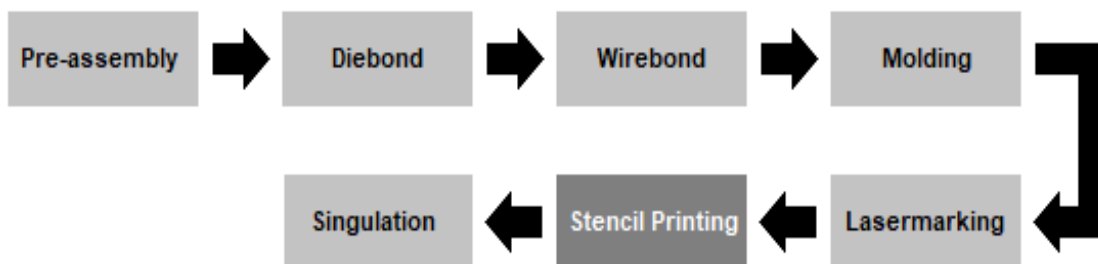 Pre-assembly
Diebond
Wirebond
Molding
Lasermarking
Stencil Printing
Singulation